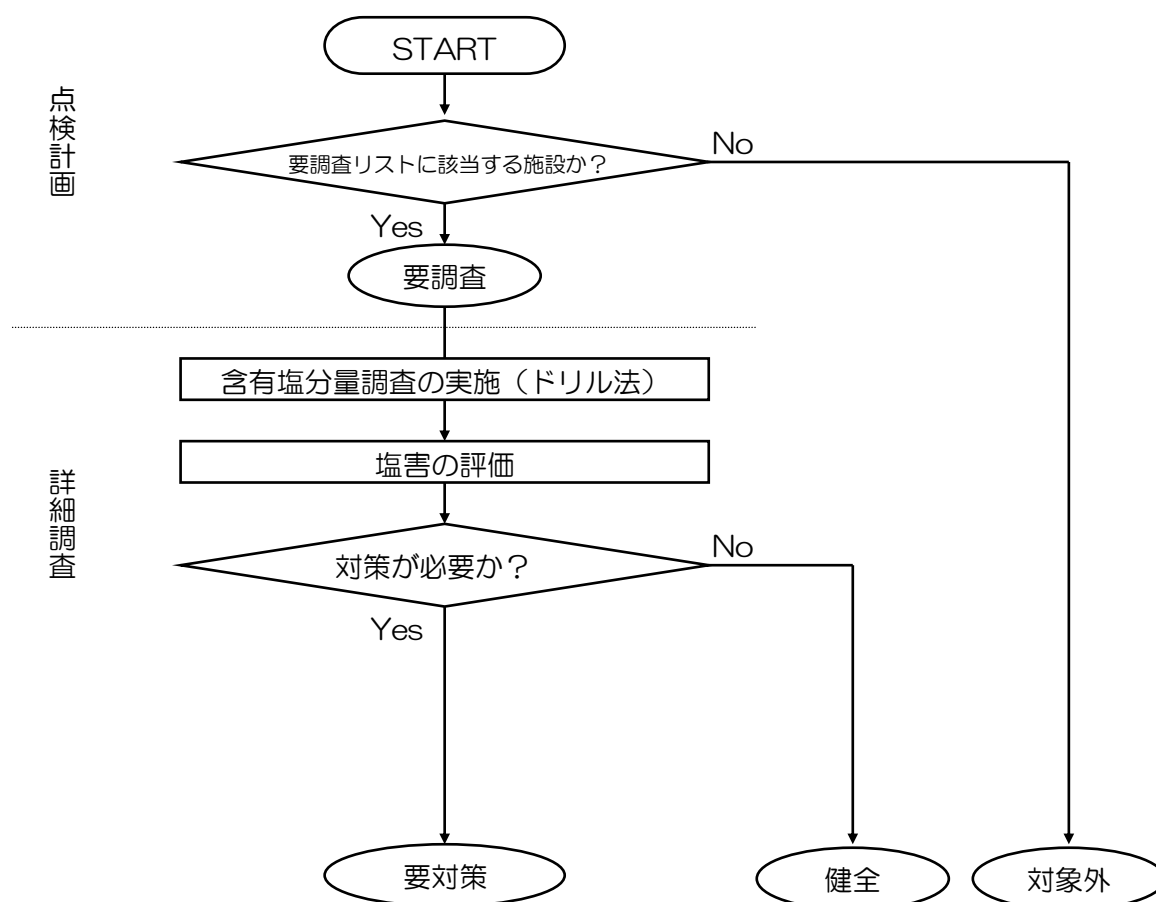 START
点検計画
要調査リストに該当する施設か？
No
Yes
要調査
含有塩分量調査の実施（ドリル法）
塩害の評価
詳細調査
対策が必要か？
No
Yes
要対策
健全
対象外